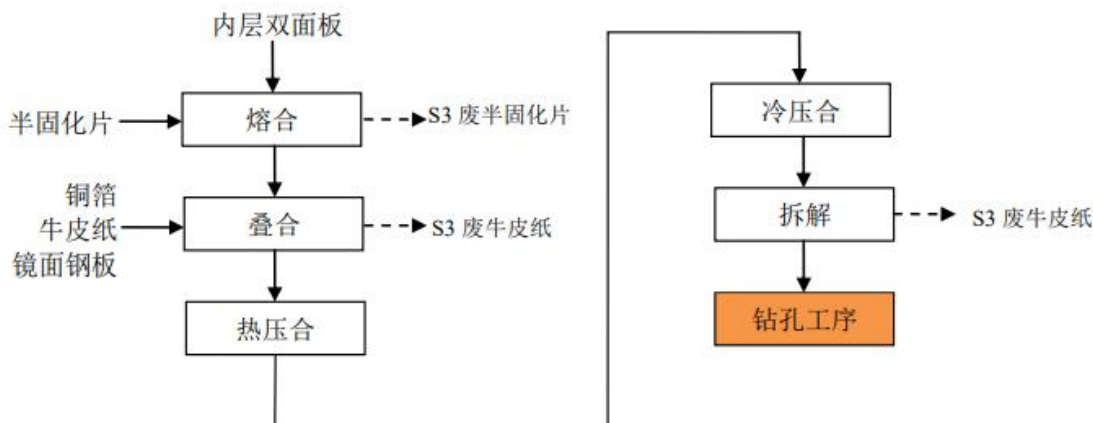 内层双面板
半固化片
熔合
S3 废半固化片
铜箔
牛皮纸
镜面钢板
叠合
S3 废牛皮纸
热压合
冷压合
拆解
S3 废牛皮纸
钻孔工序